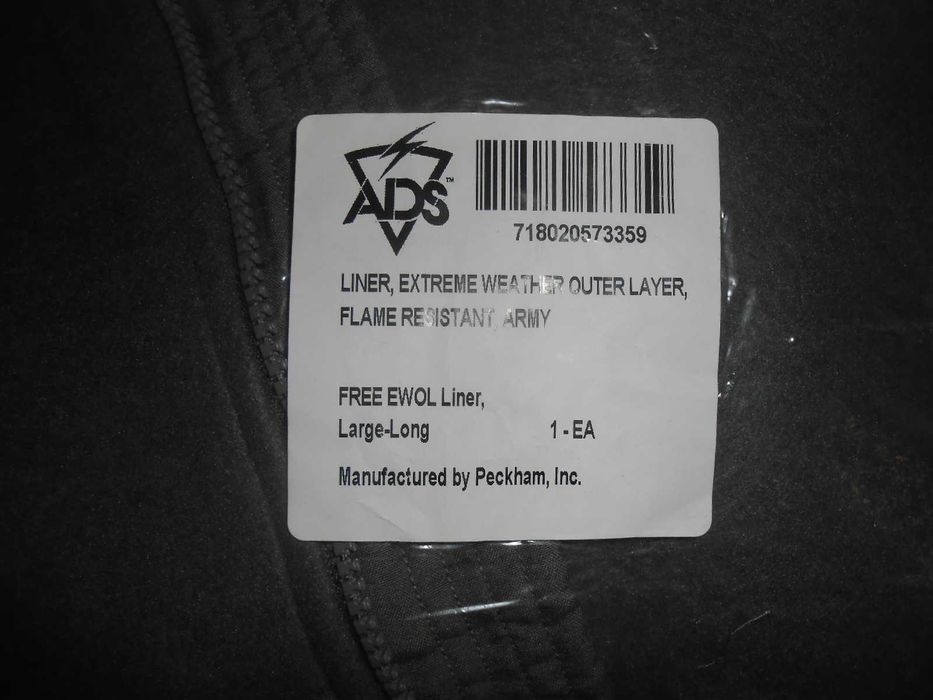 ADS™
718020573359
LINER, EXTREME WEATHER OUTER LAYER,
FLAME RESISTANT, ARMY
FREE EWOL Liner,
Large-Long 1 - EA
Manufactured by Peckham, Inc.